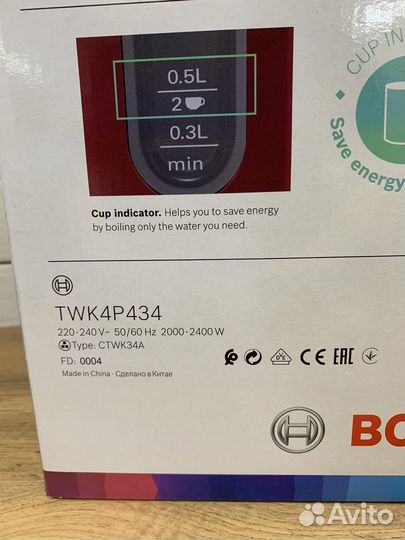 0.5L
2
0.3L
min
CUP IN
Save energy
Cup indicator. Helps you to save energy
by boiling only the water you need.
TWK4P434
220-240 V~ 50/60 Hz 2000-2400 W
Type: CTWK34A
FD: 0004
Made in China · Сделано в Китае
CE EAC
BO
Avito